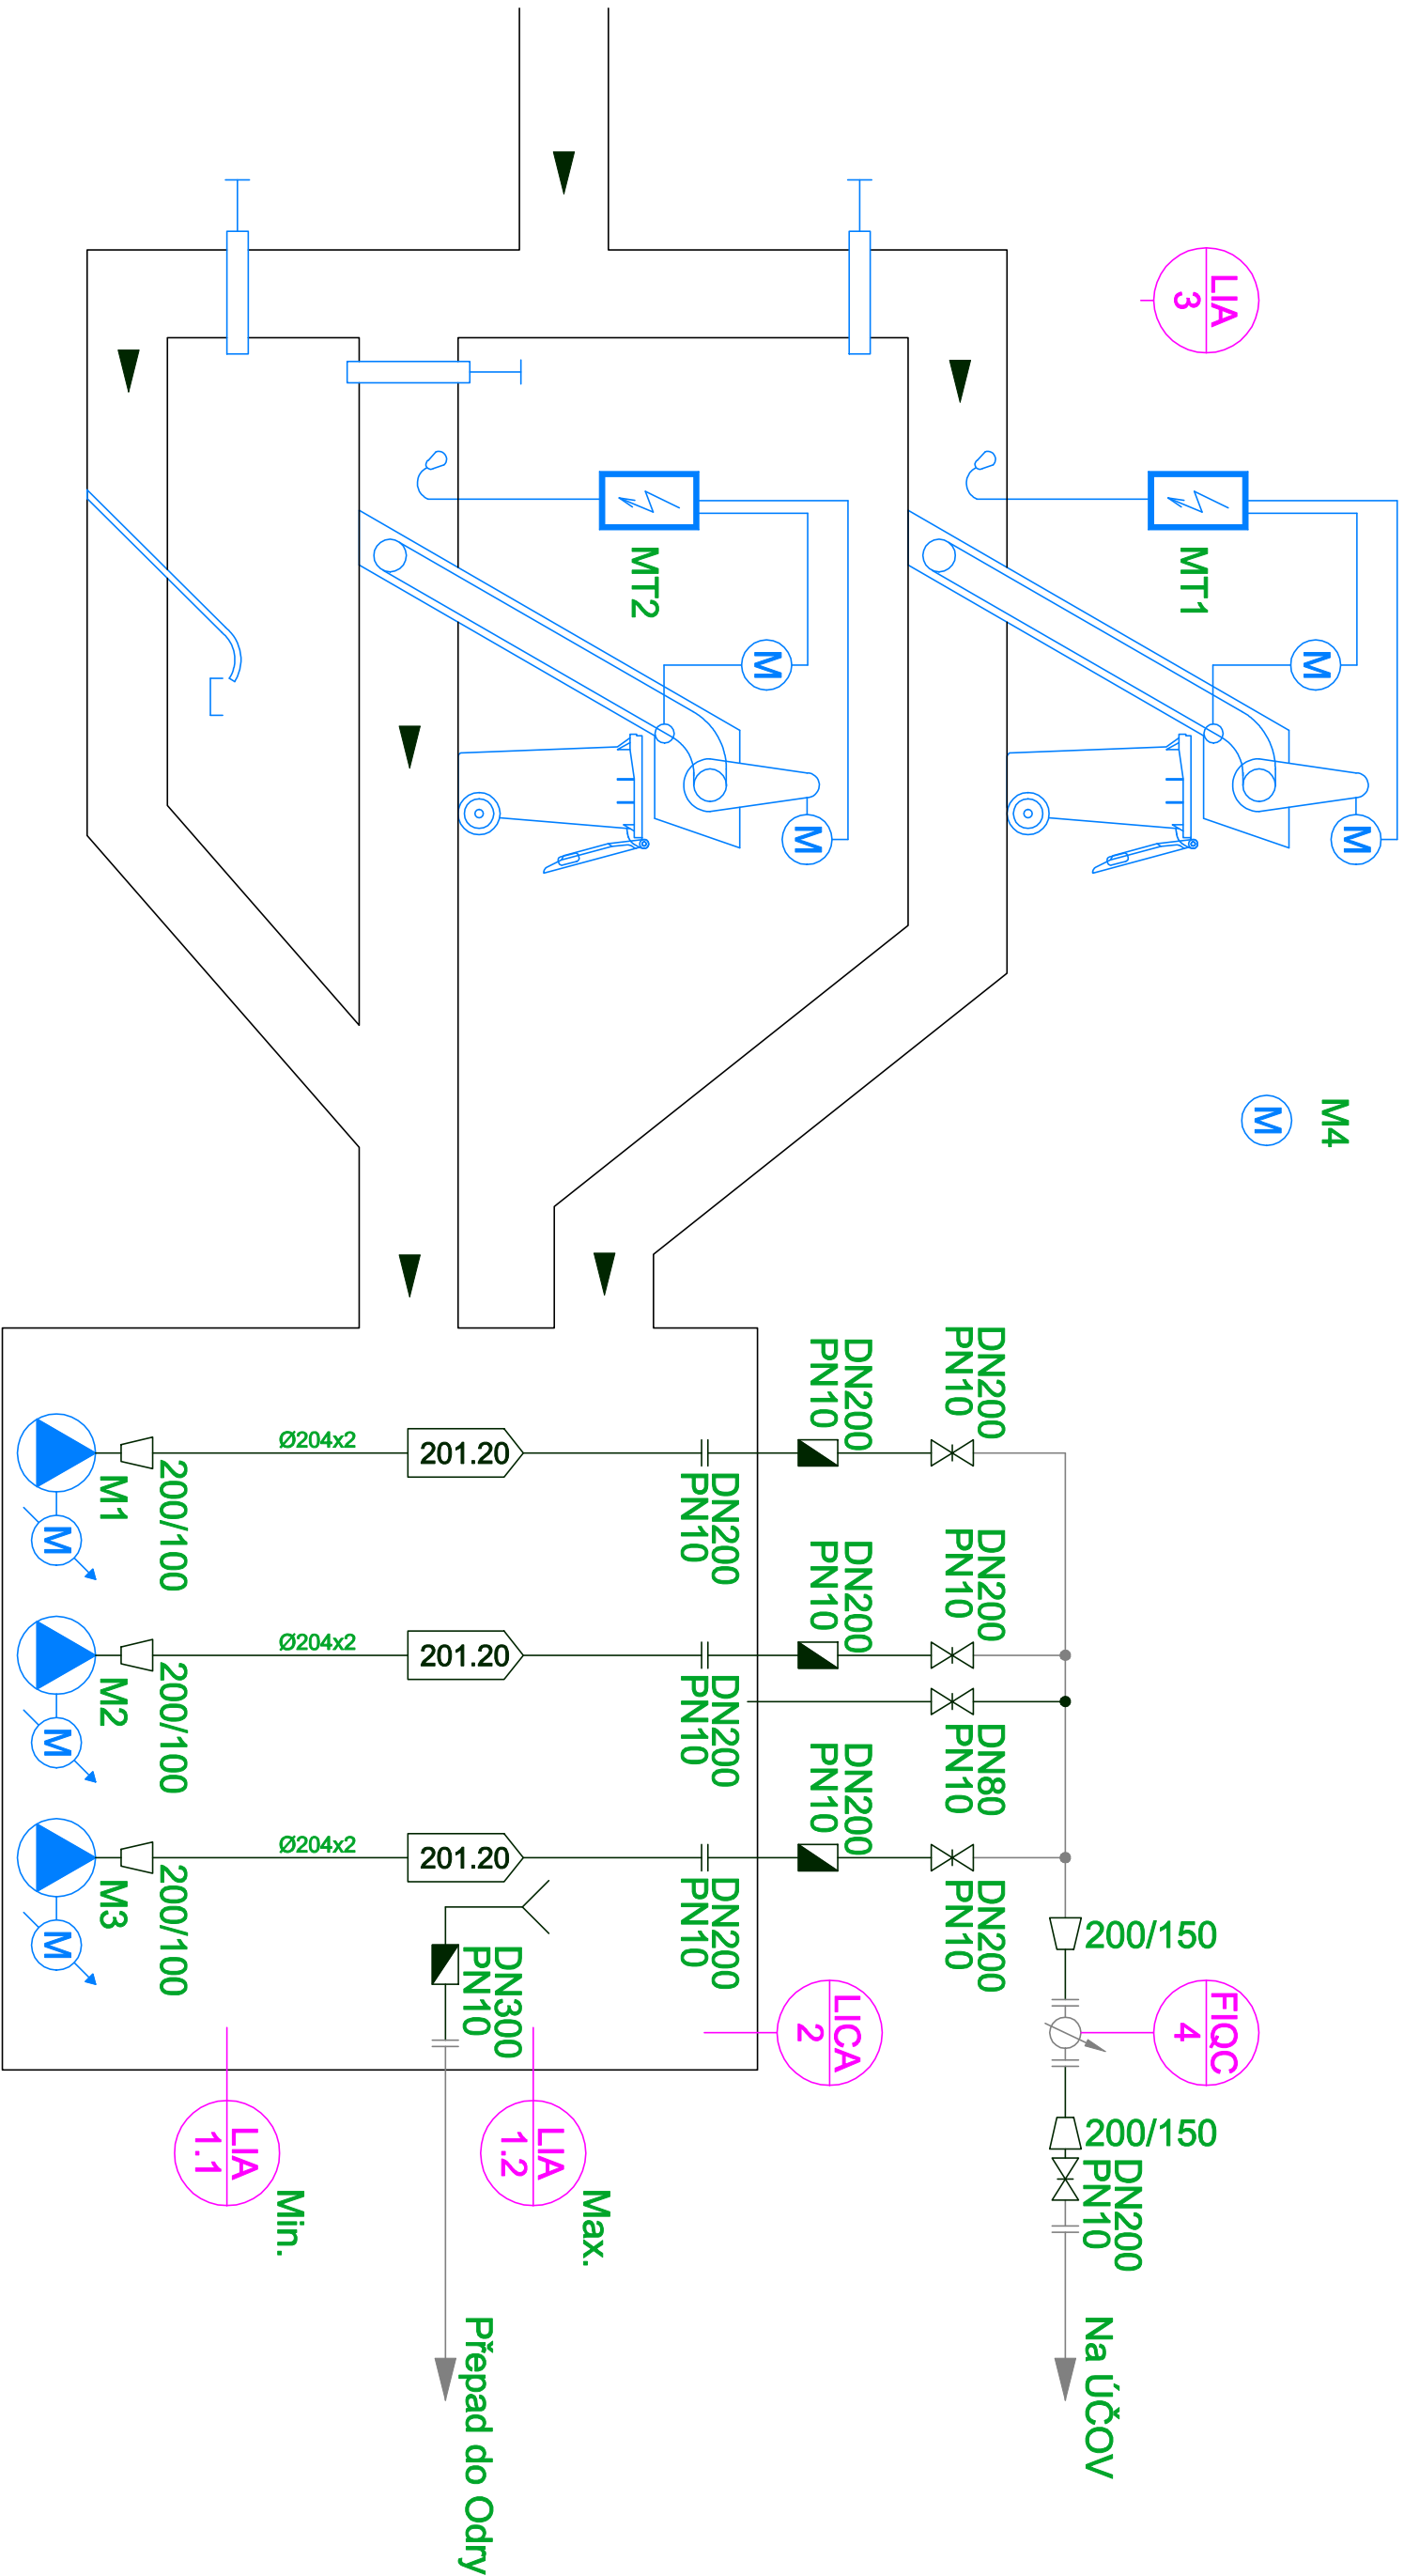 M
M
M4
M
LIA
3
MT1
FIQC
4
200/150
200/150
DN200
PN10
Na ÚČOV
DN200
PN10
DN200
PN10
DN80
PN10
DN200
PN10
DN200
PN10
DN200
PN10
DN200
PN10
LICA
2
M
M
MT2
DN200
PN10
DN200
PN10
DN200
PN10
LIA
1.2
Max.
DN300
PN10
Přepad do Odry
201.20
201.20
201.20
Ø204x2
Ø204x2
Ø204x2
LIA
1.1
Min.
200/100
200/100
200/100
M1
M2
M3
M
M
M